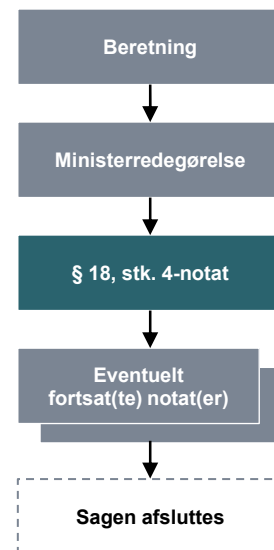 Beretning
Ministerredegørelse
§ 18, stk. 4-notat
Eventuelt
fortsat(te) notat(er)
Sagen afsluttes